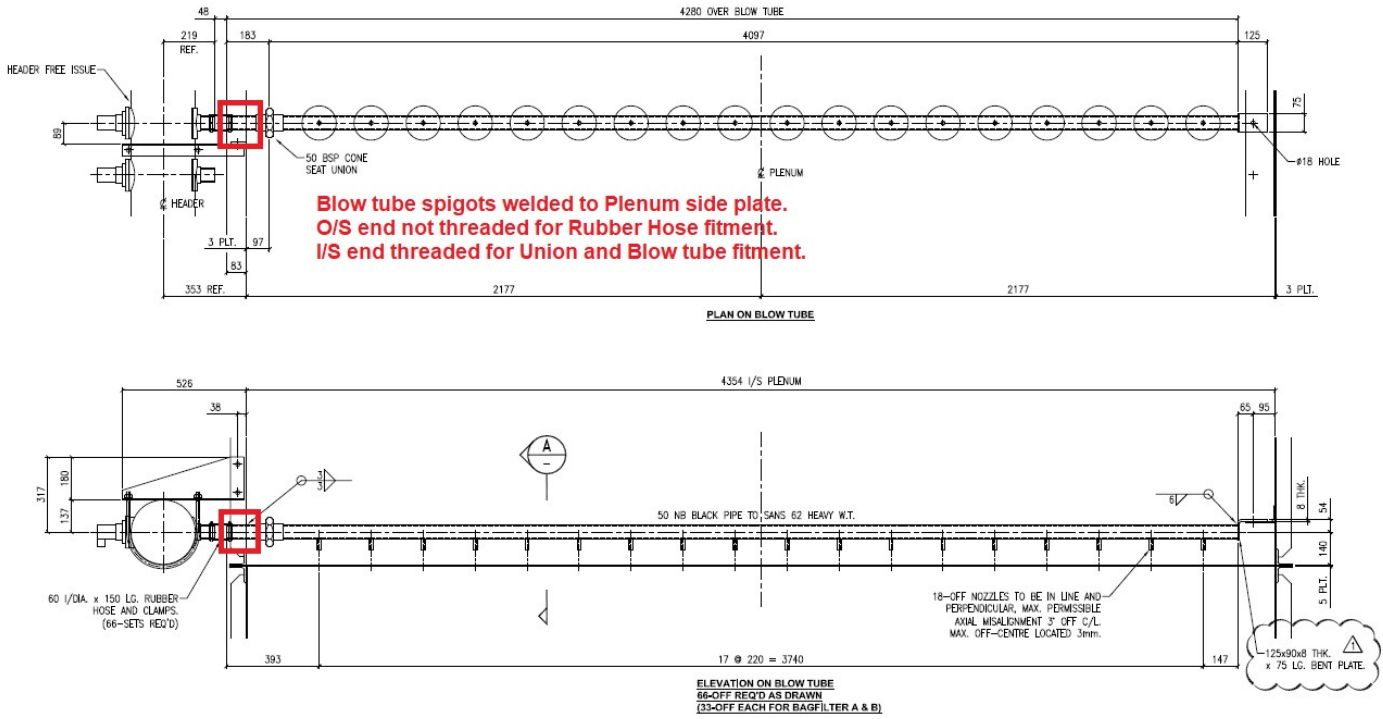 48
4280 OVER BLOW TUBE
219
REF.
183
4097
125
HEADER FREE ISSUE
89
75
50 BSP CONE
SEAT UNION
ø18 HOLE
℄ PLENUM
℄ HEADER
Blow tube spigots welded to Plenum side plate.
O/S end not threaded for Rubber Hose fitment.
I/S end threaded for Union and Blow tube fitment.
3 PLT.
97
83
353 REF.
2177
2177
3 PLT.
PLAN ON BLOW TUBE
526
4354 I/S PLENUM
38
65
95
A
–
3
3
6
317
180
137
8 THK.
54
140
5 PLT.
50 NB BLACK PIPE TO SANS 62 HEAVY W.T.
60 I/DIA. x 150 LG. RUBBER
HOSE AND CLAMPS.
(66-SETS REQ'D)
18-OFF NOZZLES TO BE IN LINE AND
PERPENDICULAR, MAX. PERMISSIBLE
AXIAL MISALIGNMENT 3° OFF C/L.
MAX. OFF-CENTRE LOCATED 3mm.
1
125x90x8 THK.
x 75 LG. BENT PLATE.
393
17 @ 220 = 3740
147
ELEVATION ON BLOW TUBE
66-OFF REQ'D AS DRAWN
(33-OFF EACH FOR BAGFILTER A & B)